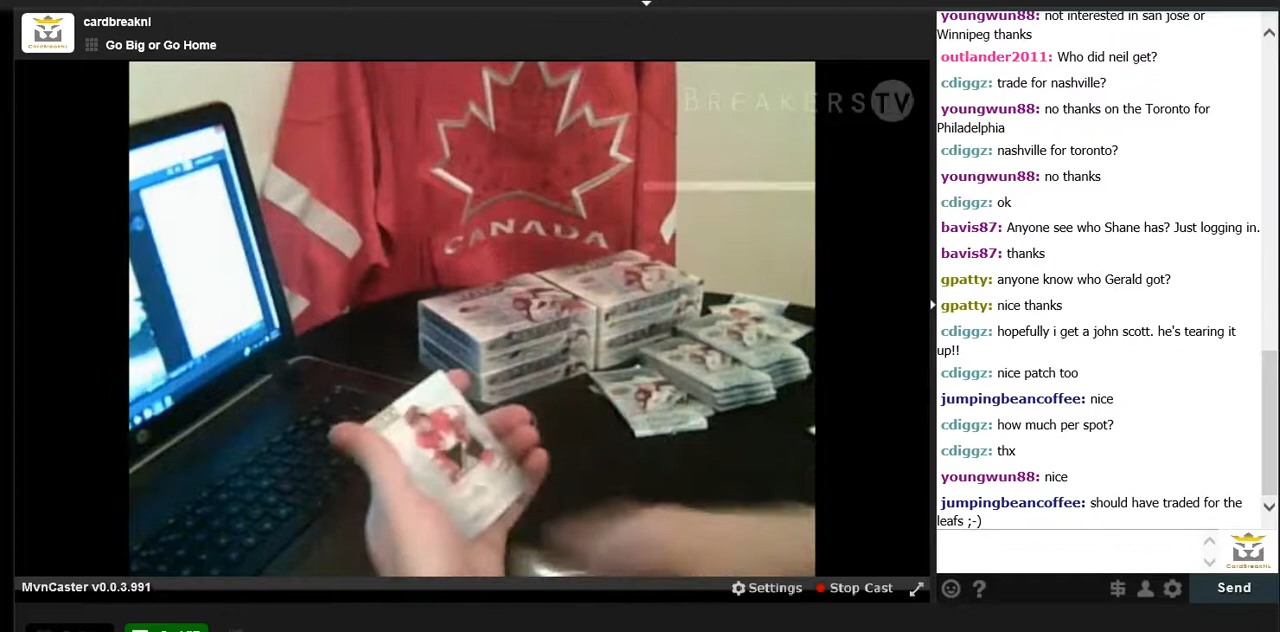 cardbreaknl
Go Big or Go Home
BREAKERSTV
CANADA
MvnCaster v0.0.3.991
Settings
Stop Cast
youngwun88: not interested in san jose or
Winnipeg thanks
outlander2011: Who did neil get?
cdiggz: trade for nashville?
youngwun88: no thanks on the Toronto for
Philadelphia
cdiggz: nashville for toronto?
youngwun88: no thanks
cdiggz: ok
bavis87: Anyone see who Shane has? Just logging in.
bavis87: thanks
gpatty: anyone know who Gerald got?
gpatty: nice thanks
cdiggz: hopefully i get a john scott. he's tearing it
up!!
cdiggz: nice patch too
jumpingbeancoffee: nice
cdiggz: how much per spot?
cdiggz: thx
youngwun88: nice
jumpingbeancoffee: should have traded for the
leafs ;-)
CARDBREAKNL
Send